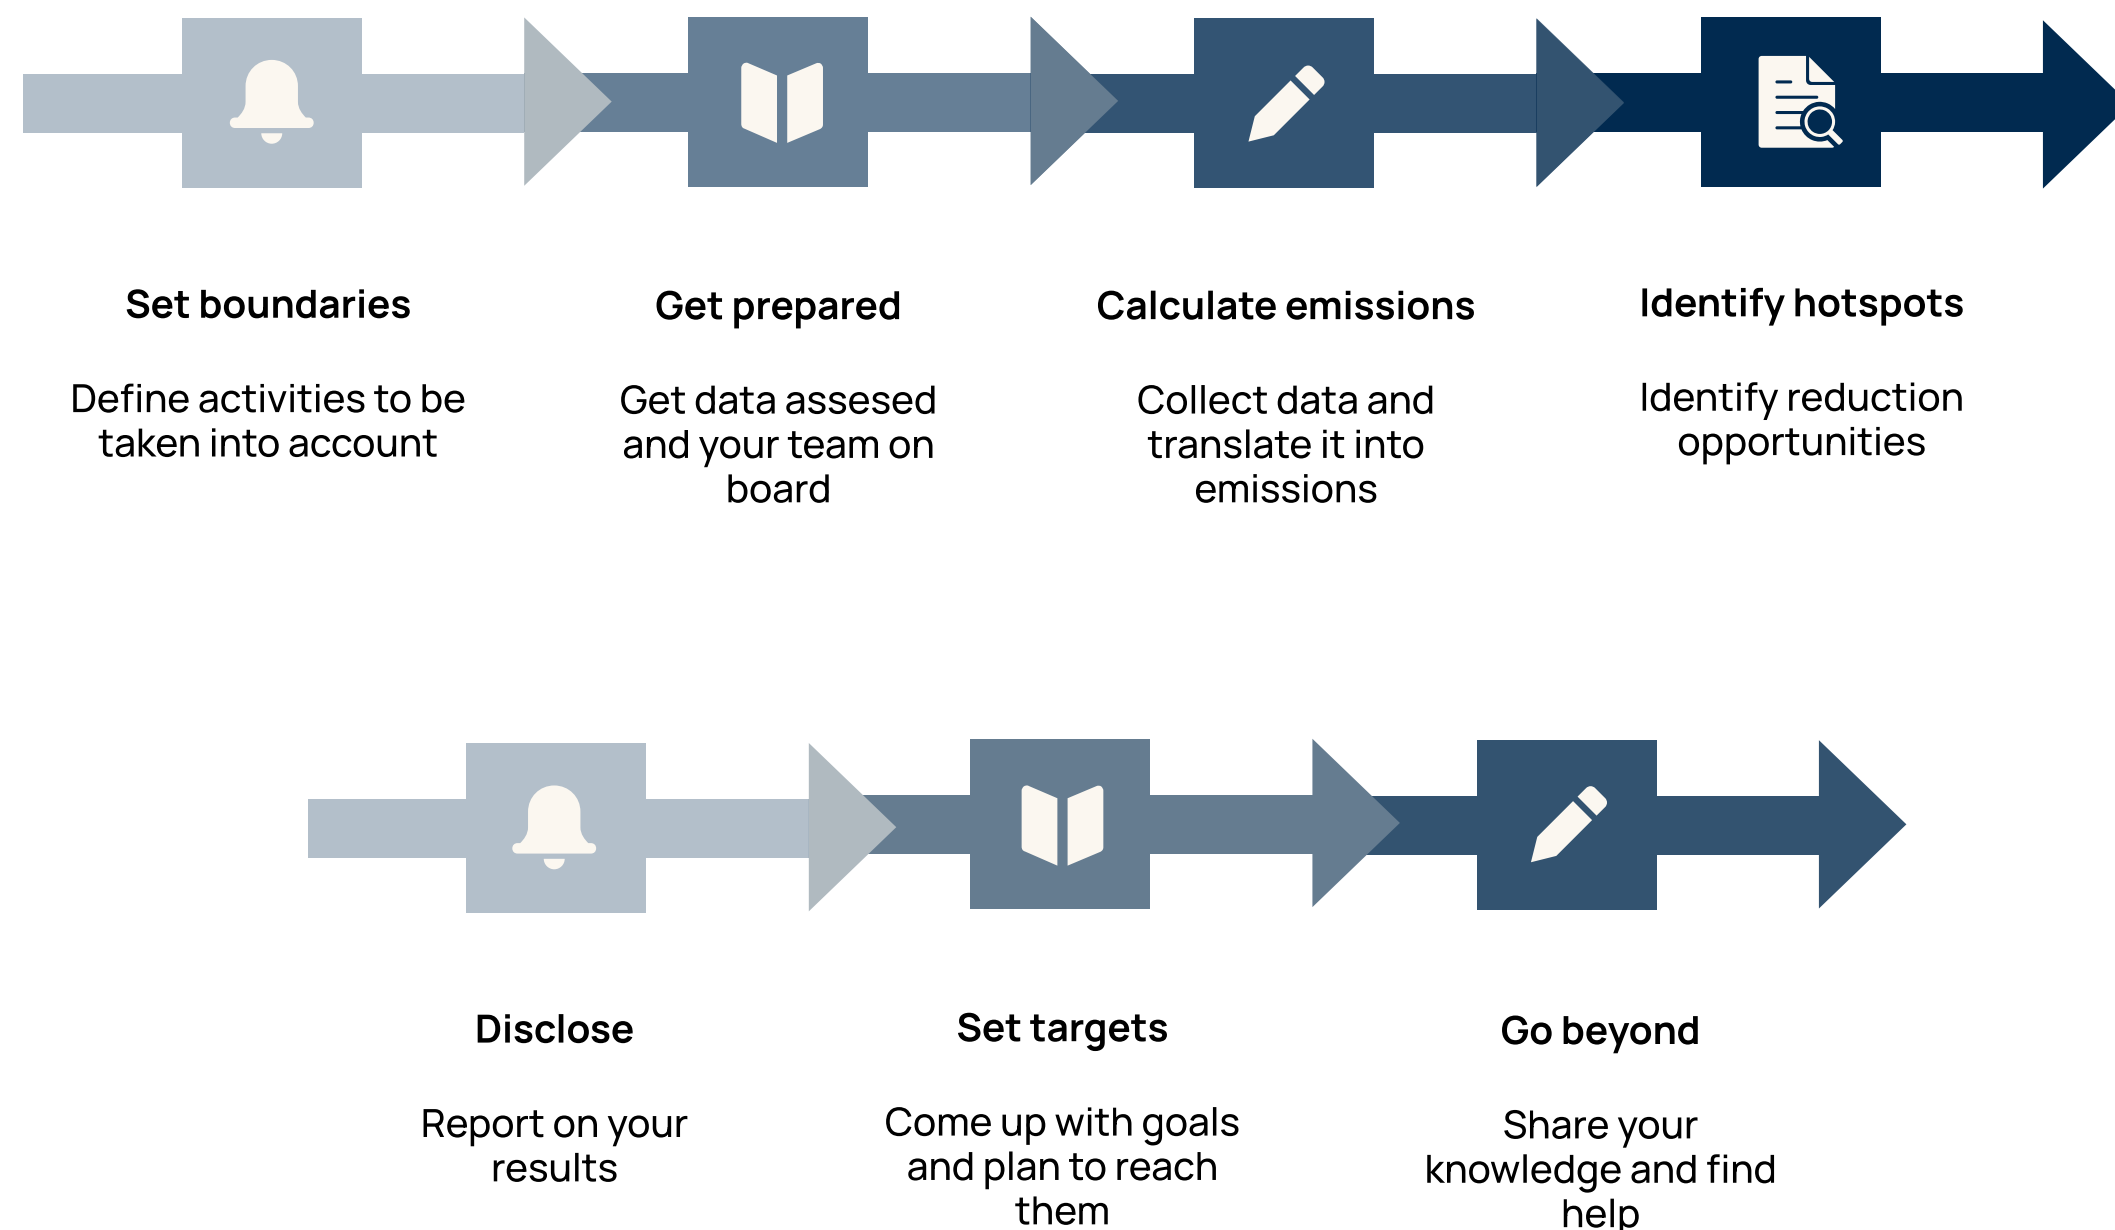 Set boundaries
Define activities to be
taken into account
Get prepared
Get data assesed
and your team on
board
Calculate emissions
Collect data and
translate it into
emissions
Identify hotspots
Identify reduction
opportunities
Disclose
Report on your
results
Set targets
Come up with goals
and plan to reach
them
Go beyond
Share your
knowledge and find
help